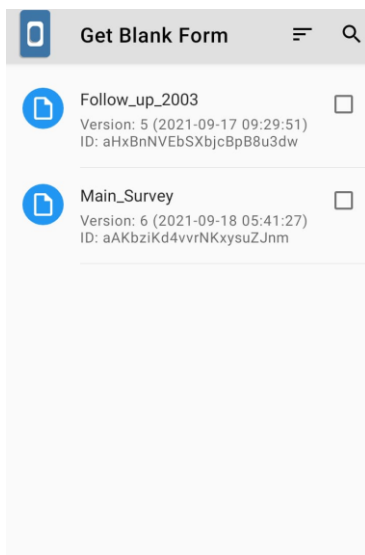 Get Blank Form
Follow_up_2003
Version: 5 (2021-09-17 09:29:51)
ID: aHxBnNVEbSXbjcBpB8u3dw
Main_Survey
Version: 6 (2021-09-18 05:41:27)
ID: aAKbziKd4vvrNKxysuZJnm